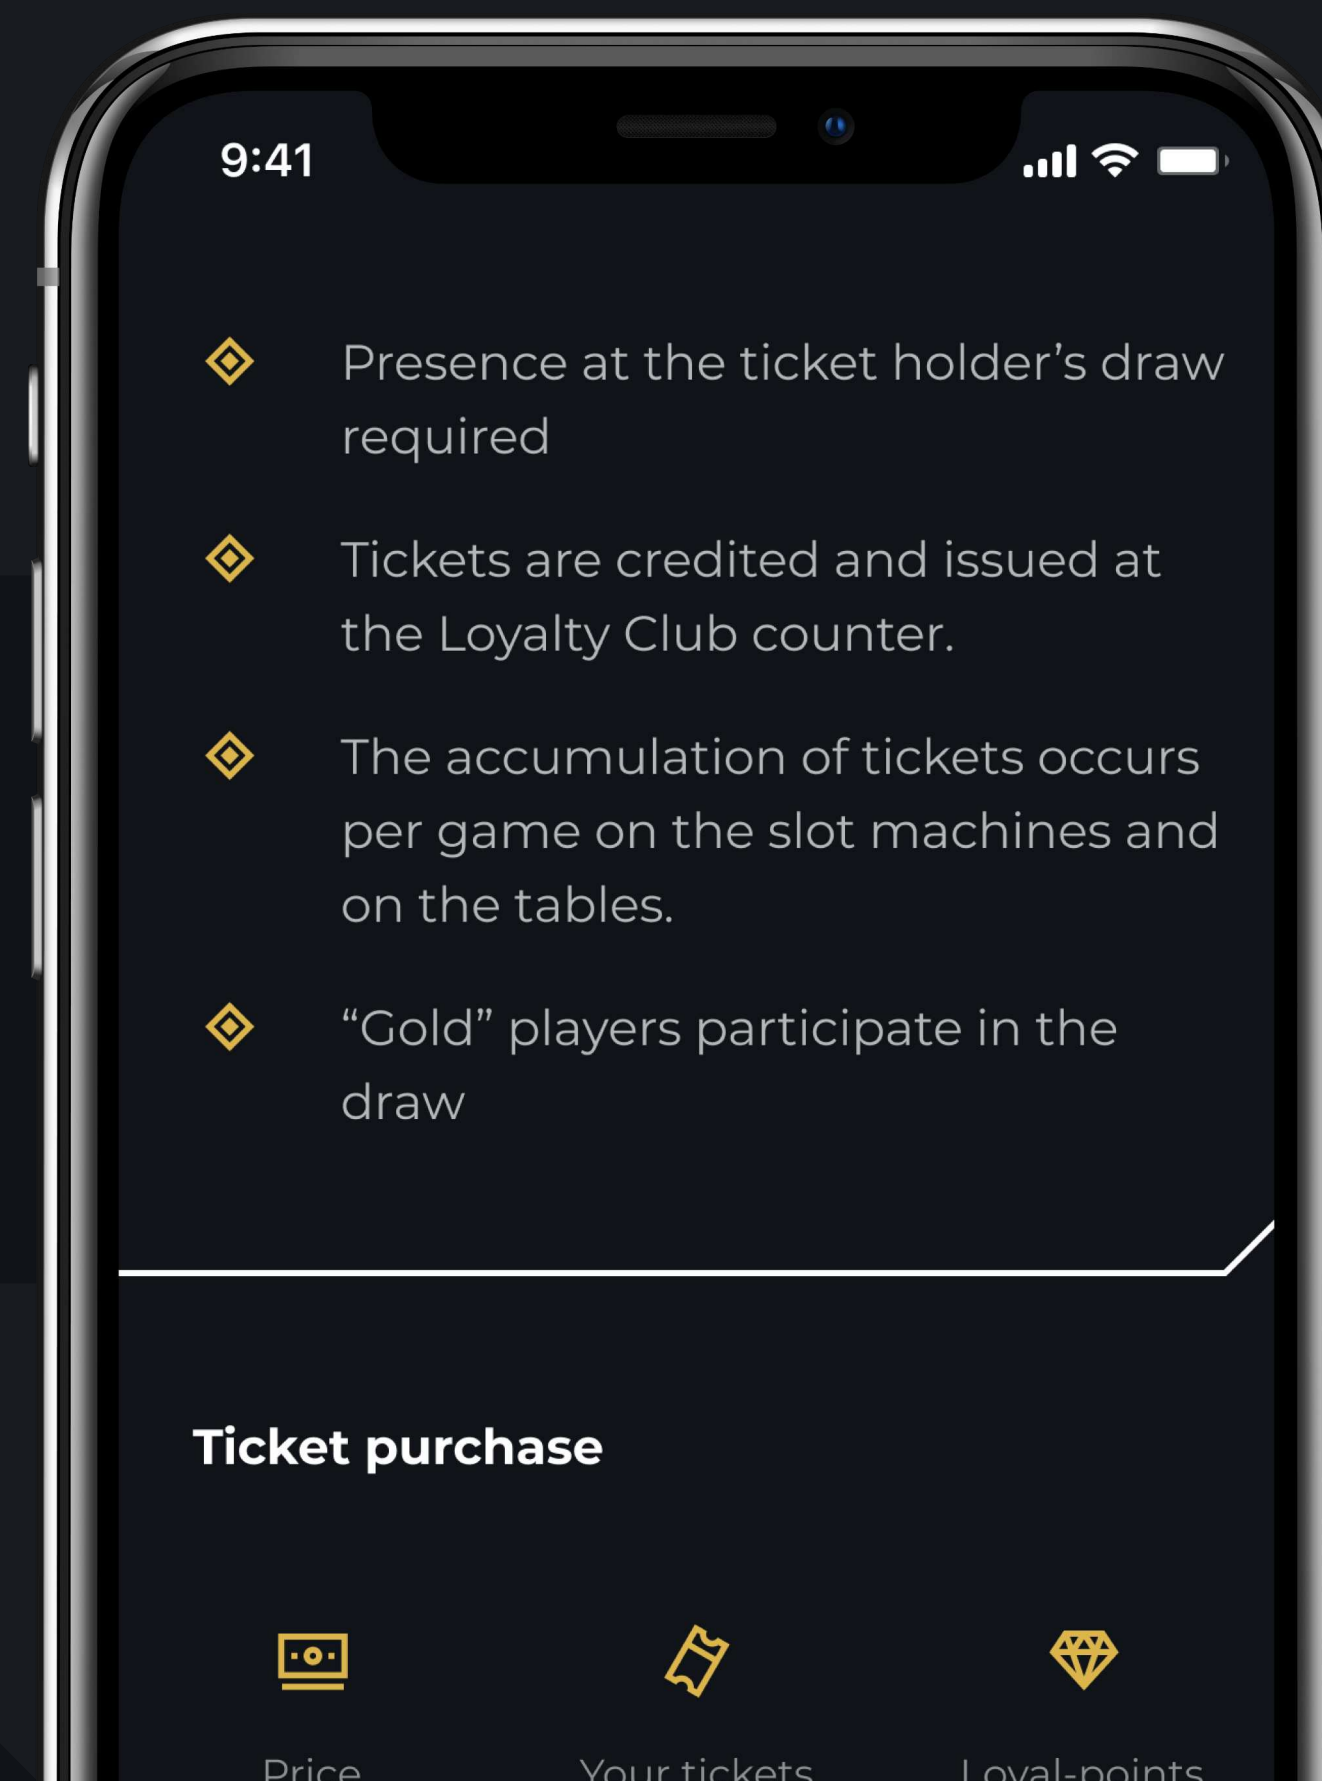 9:41
Presence at the ticket holder’s draw
required
Tickets are credited and issued at
the Loyalty Club counter.
The accumulation of tickets occurs
per game on the slot machines and
on the tables.
“Gold” players participate in the
draw
Ticket purchase
Price
Your tickets
Loyal-points